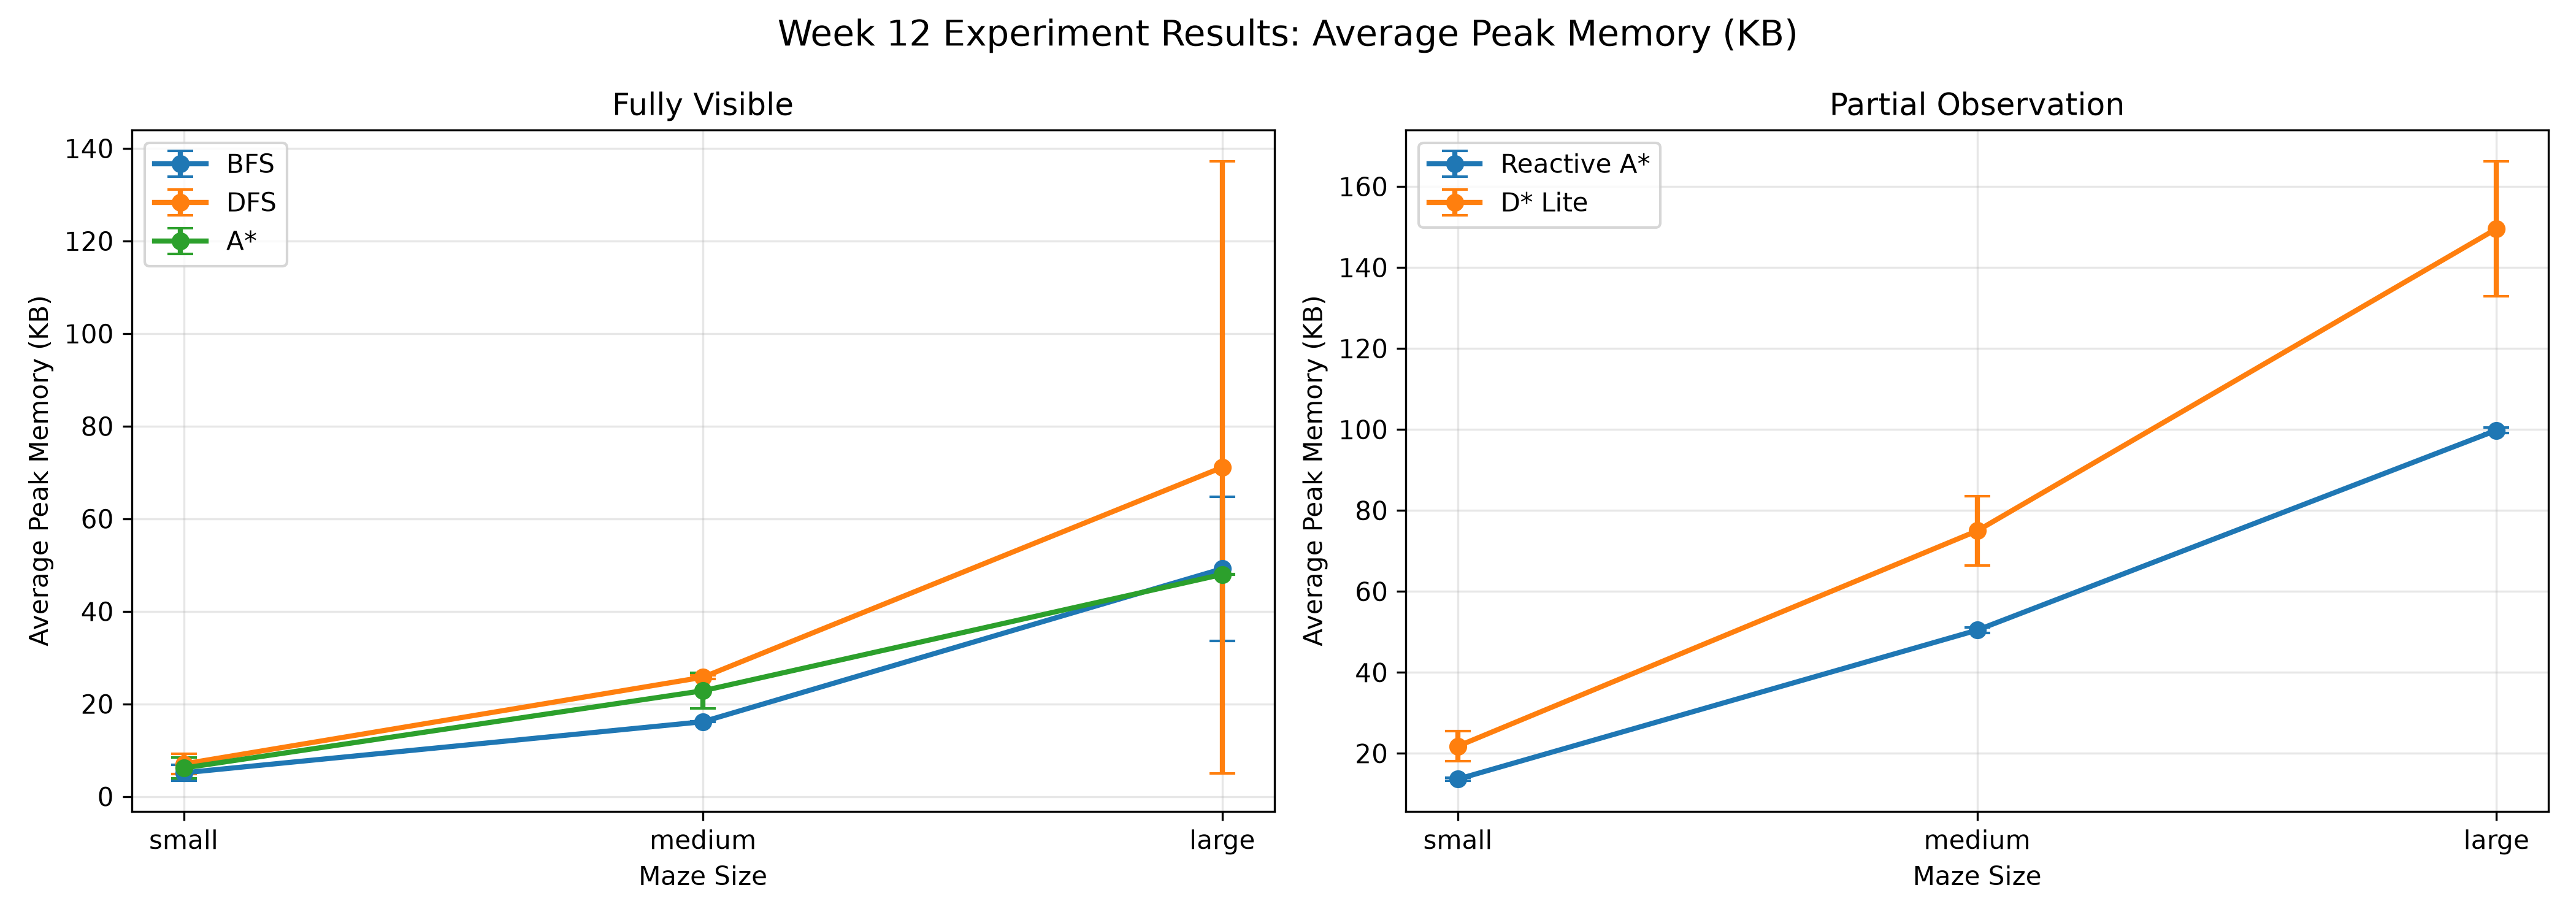 Week 12 Experiment Results: Average Peak Memory (KB)
Fully Visible
BFS
DFS
A*
Average Peak Memory (KB)
140
120
100
80
60
40
20
0
small medium large
Maze Size
Partial Observation
Reactive A*
D* Lite
Average Peak Memory (KB)
160
140
120
100
80
60
40
20
small medium large
Maze Size